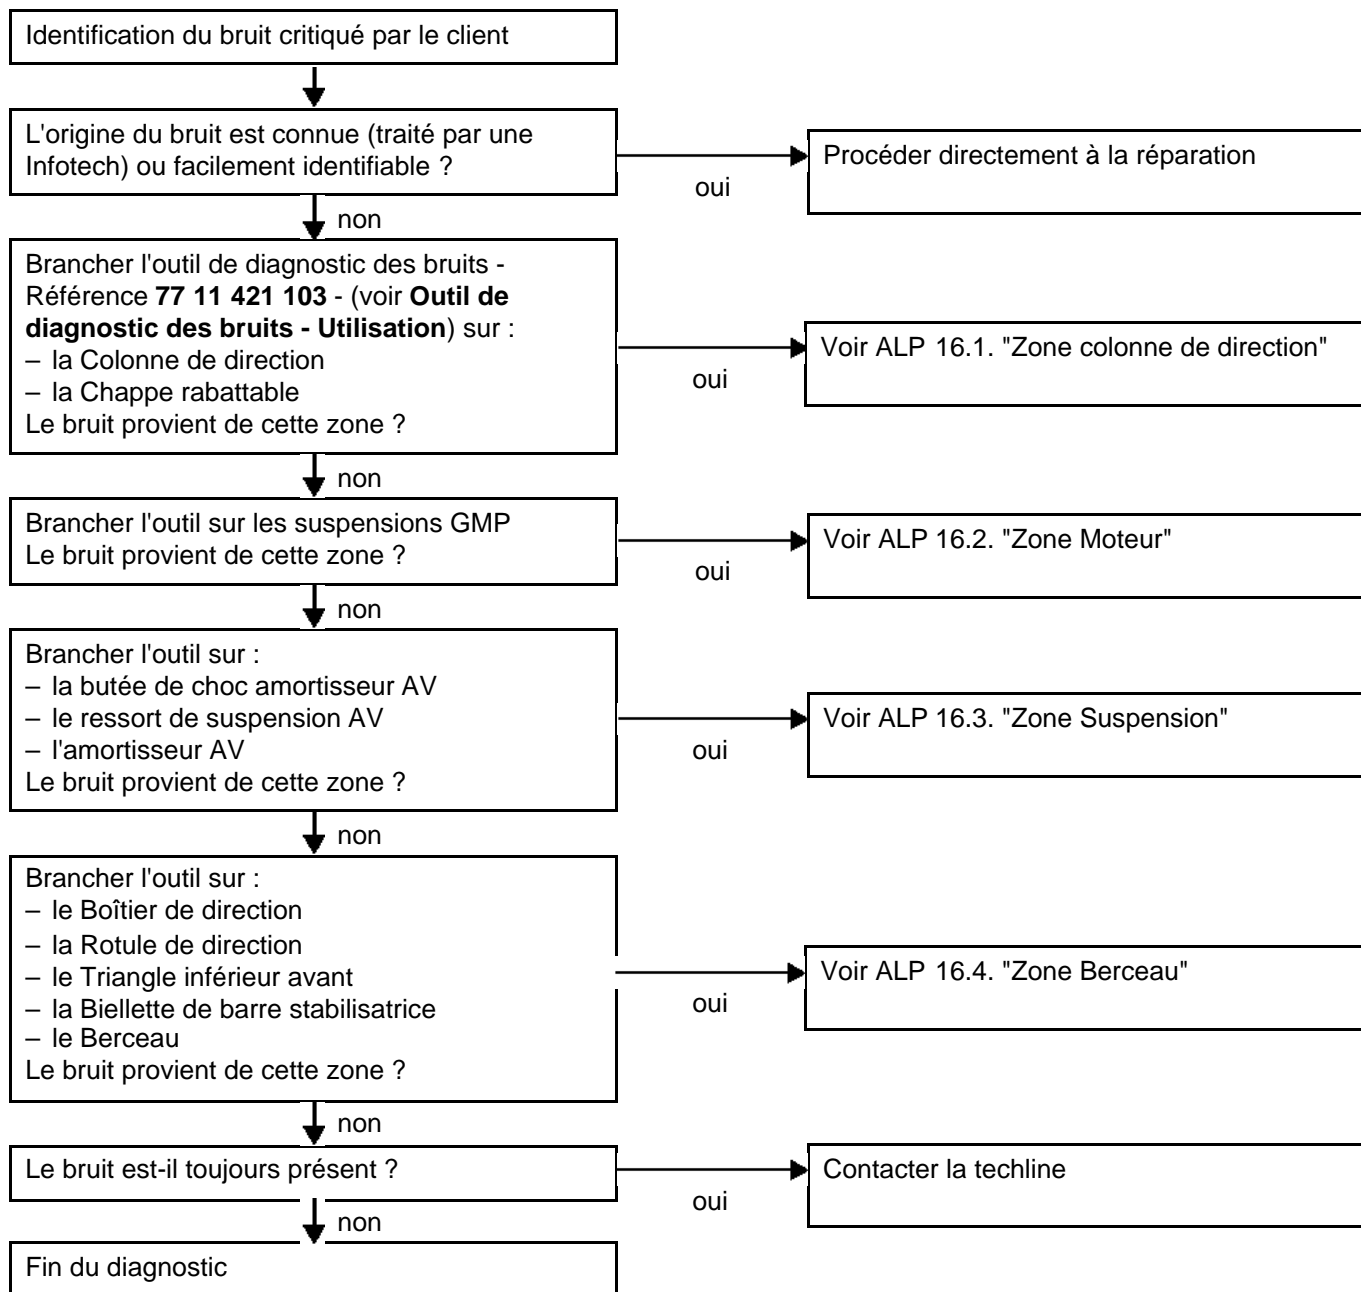 Identification du bruit critiqué par le client
L'origine du bruit est connue (traité par une
Infotech) ou facilement identifiable ?
oui
Procéder directement à la réparation
non
Brancher l'outil de diagnostic des bruits -
Référence 77 11 421 103 - (voir Outil de
diagnostic des bruits - Utilisation) sur :
– la Colonne de direction
– la Chappe rabattable
Le bruit provient de cette zone ?
oui
Voir ALP 16.1. "Zone colonne de direction"
non
Brancher l'outil sur les suspensions GMP
Le bruit provient de cette zone ?
oui
Voir ALP 16.2. "Zone Moteur"
non
Brancher l'outil sur :
– la butée de choc amortisseur AV
– le ressort de suspension AV
– l'amortisseur AV
Le bruit provient de cette zone ?
oui
Voir ALP 16.3. "Zone Suspension"
non
Brancher l'outil sur :
– le Boîtier de direction
– la Rotule de direction
– le Triangle inférieur avant
– la Biellette de barre stabilisatrice
– le Berceau
Le bruit provient de cette zone ?
oui
Voir ALP 16.4. "Zone Berceau"
non
Le bruit est-il toujours présent ?
oui
Contacter la techline
non
Fin du diagnostic